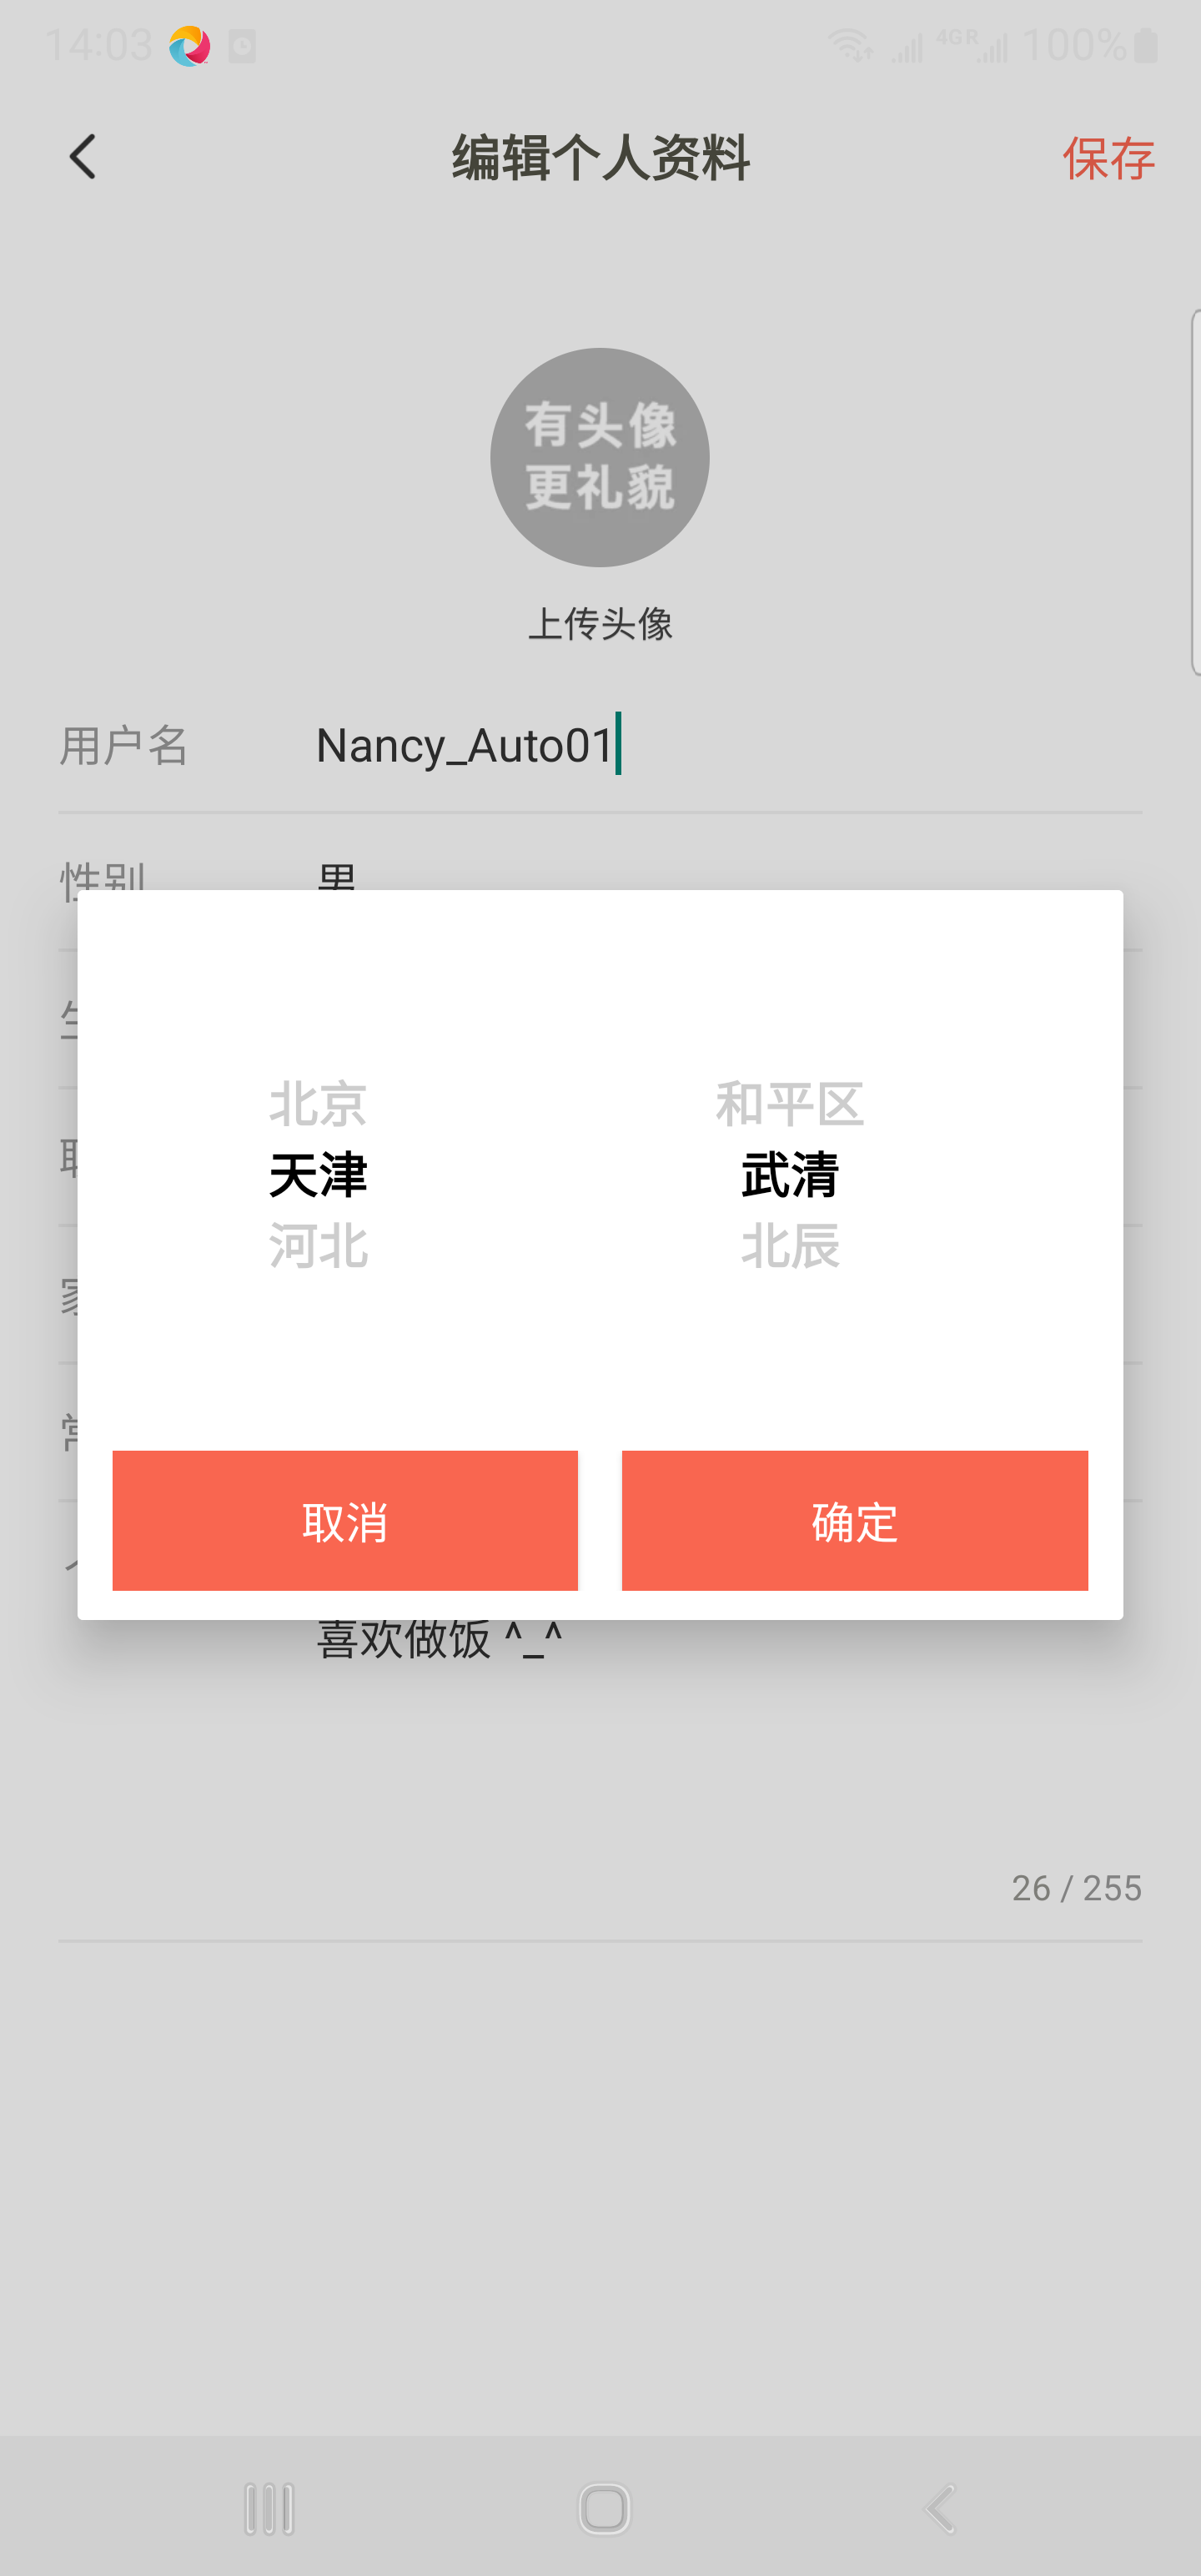 14:03 4GR 100%
编辑个人资料 保存
有头像
更礼貌
上传头像
用户名 Nancy_Auto01
性别 男
北京 和平区
天津 武清
河北 北辰
取消 确定
喜欢做饭 ^_^
26 / 255